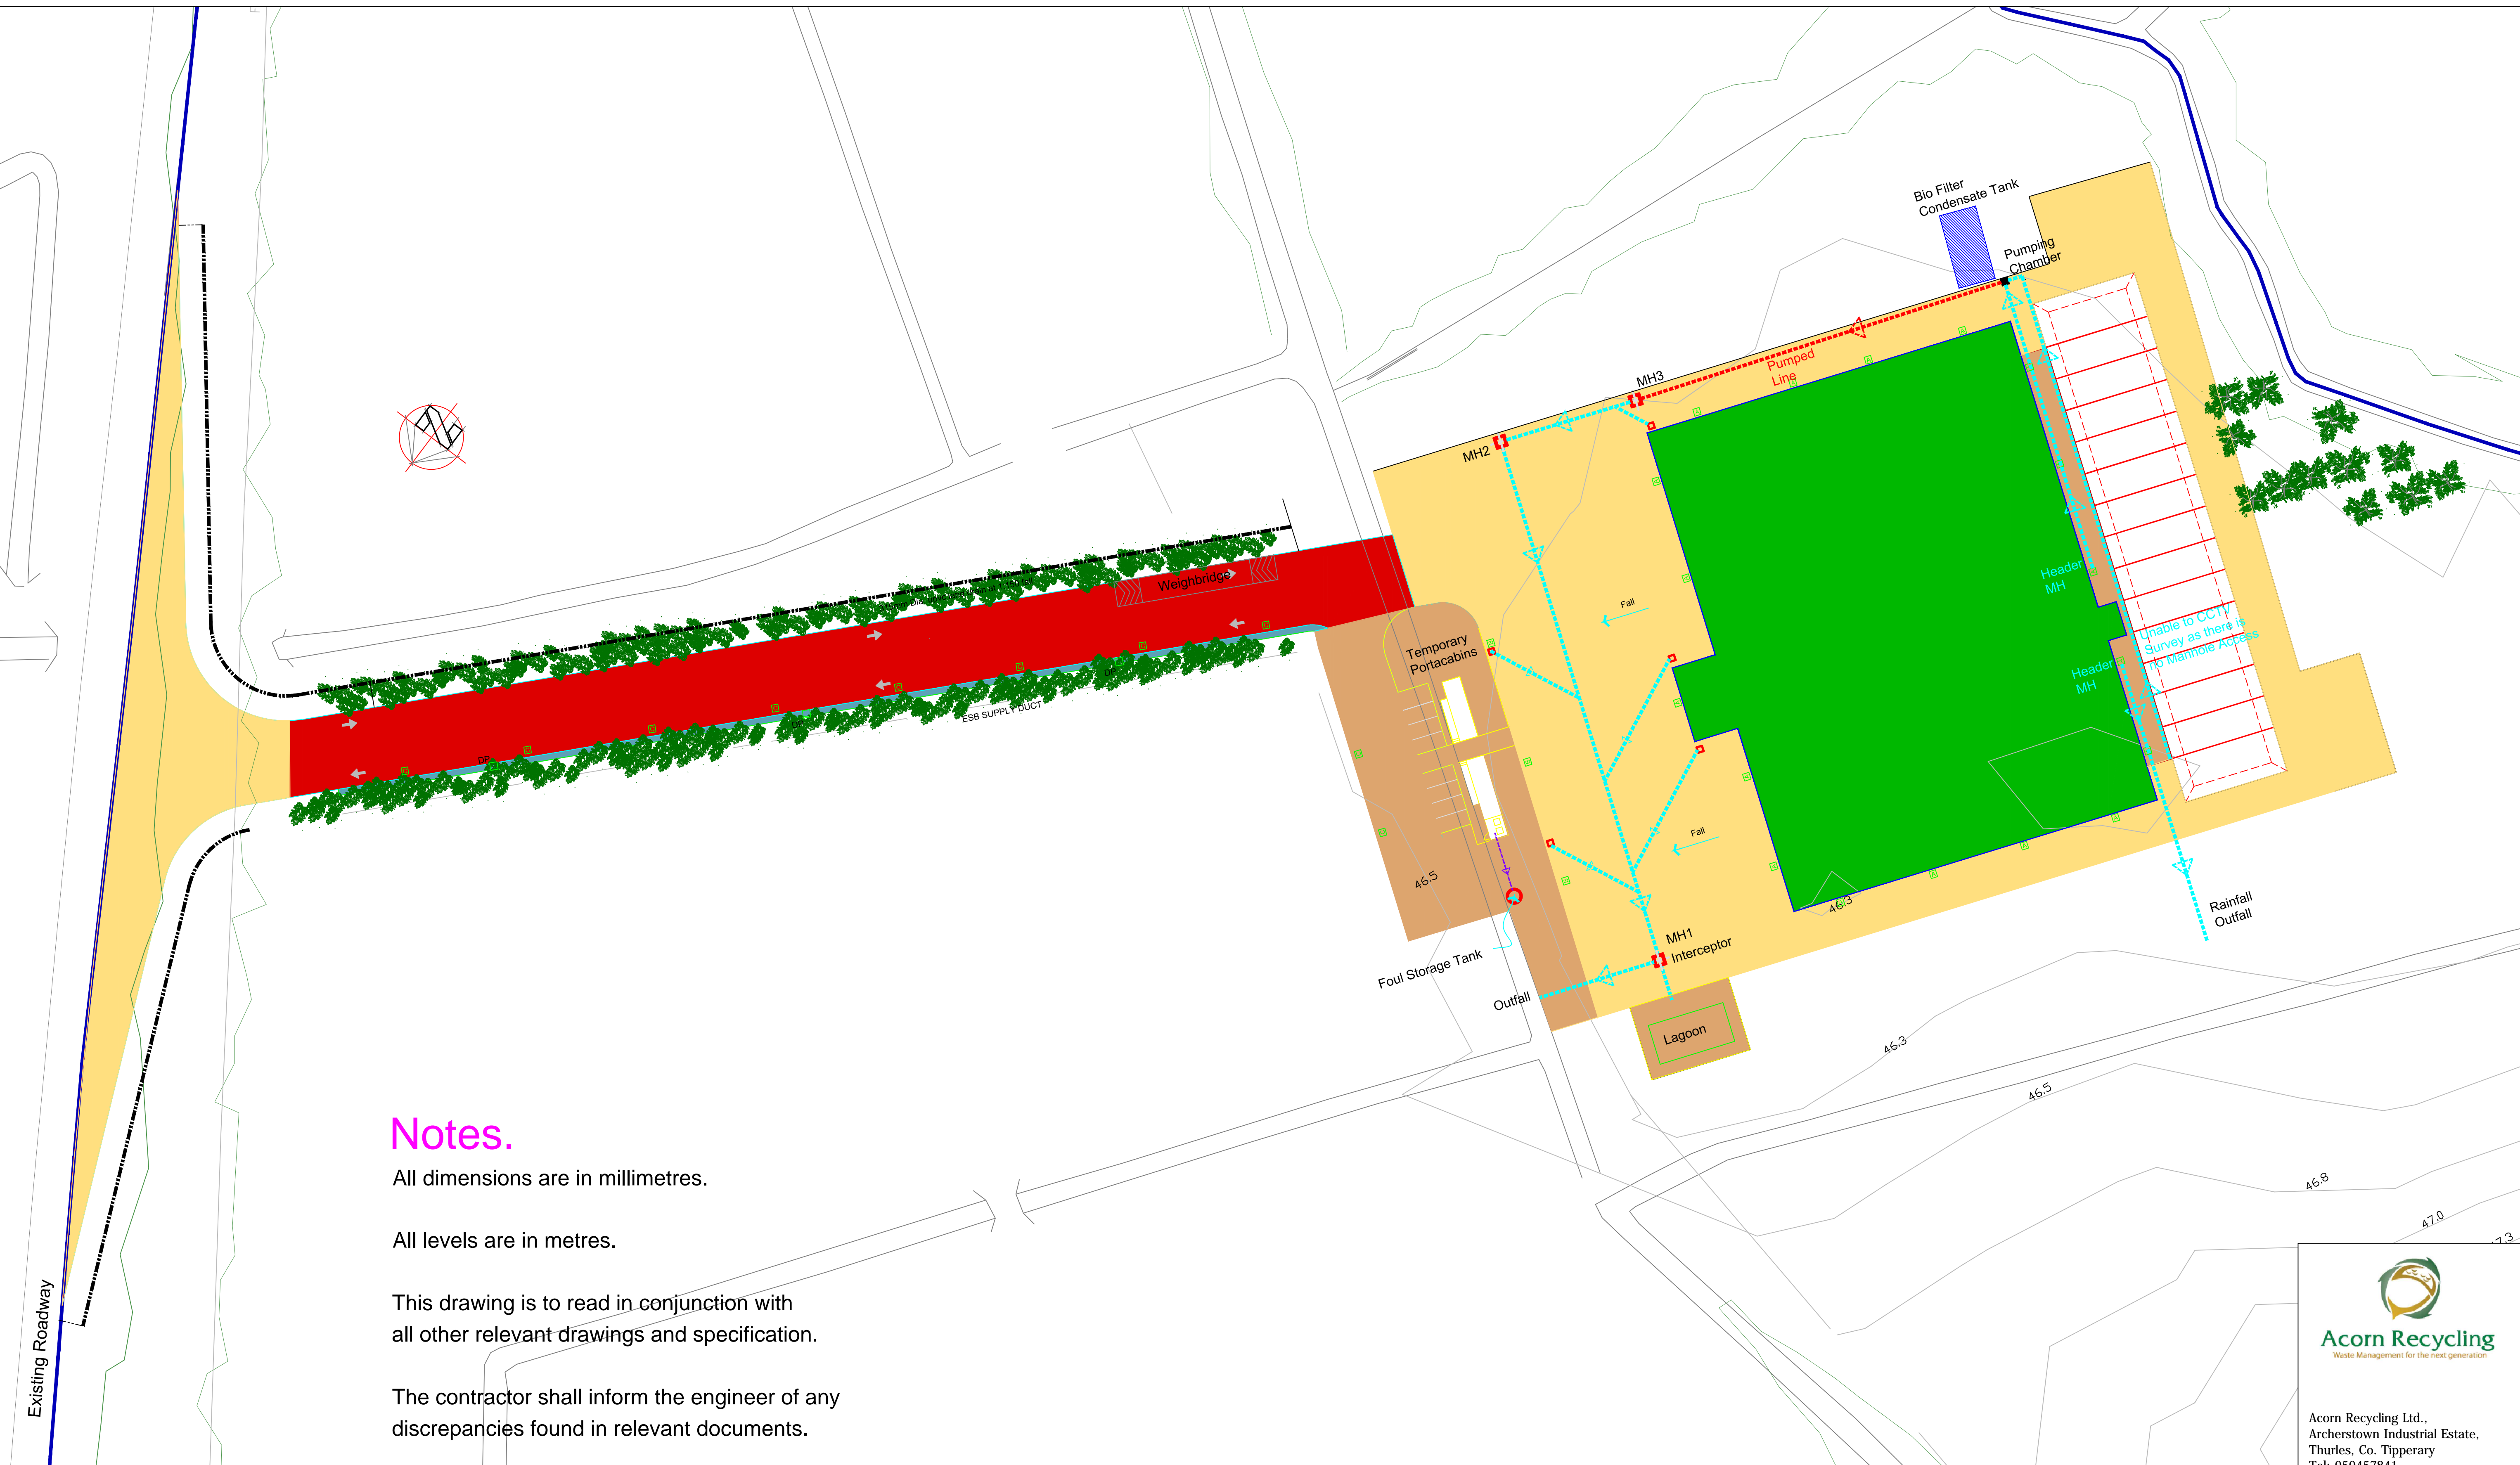 Bio Filter
Condensate Tank
Pumping
Chamber
MH3
Pumped
Line
MH2
Weighbridge
Header
MH
Fall
Unable to CCTV
Survey as there is
no Manhole Access
Temporary
Portacabins
Header
MH
ESB SUPPLY DUCT
DP
DP
DP
Fall
46.5
46.3
Rainfall
Outfall
MH1
Interceptor
Foul Storage Tank
Outfall
Lagoon
46.3
46.5
46.8
47.0
Notes.
All dimensions are in millimetres.
All levels are in metres.
This drawing is to read in conjunction with
all other relevant drawings and specification.
The contractor shall inform the engineer of any
discrepancies found in relevant documents.
Existing Roadway
Acorn Recycling
Waste Management for the next generation
Acorn Recycling Ltd.,
Archerstown Industrial Estate,
Thurles, Co. Tipperary